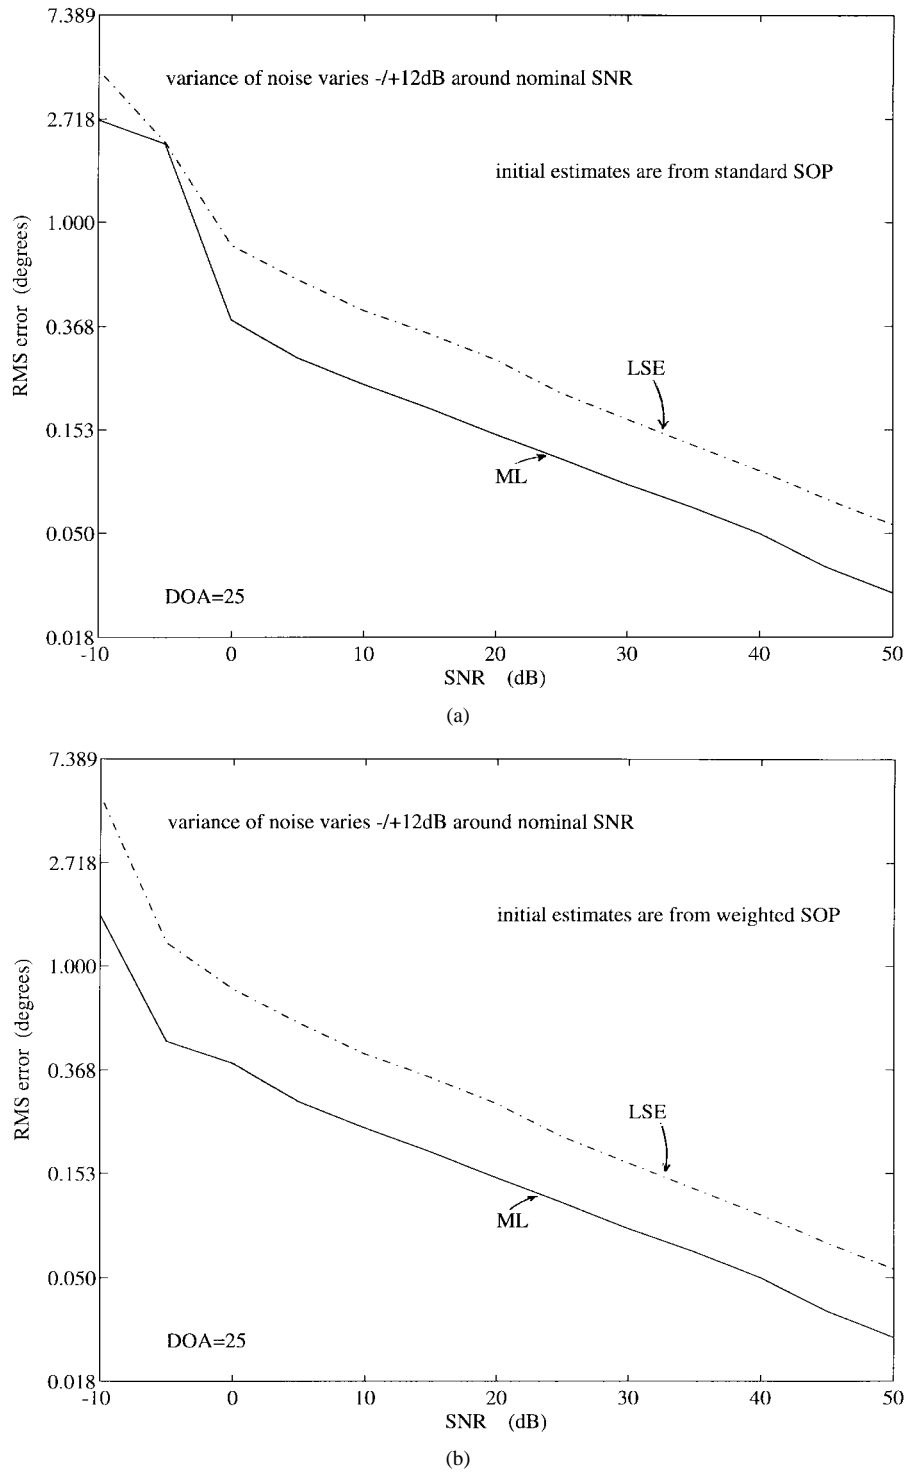 7.389
variance of noise varies -/+12dB around nominal SNR
2.718
initial estimates are from standard SOP
1.000
RMS error (degrees)
0.368
LSE
0.153
ML
0.050
DOA=25
0.018
-10 0 10 20 30 40 50
SNR (dB)
(a)
7.389
variance of noise varies -/+12dB around nominal SNR
2.718
initial estimates are from weighted SOP
1.000
RMS error (degrees)
0.368
LSE
0.153
ML
0.050
DOA=25
0.018
-10 0 10 20 30 40 50
SNR (dB)
(b)